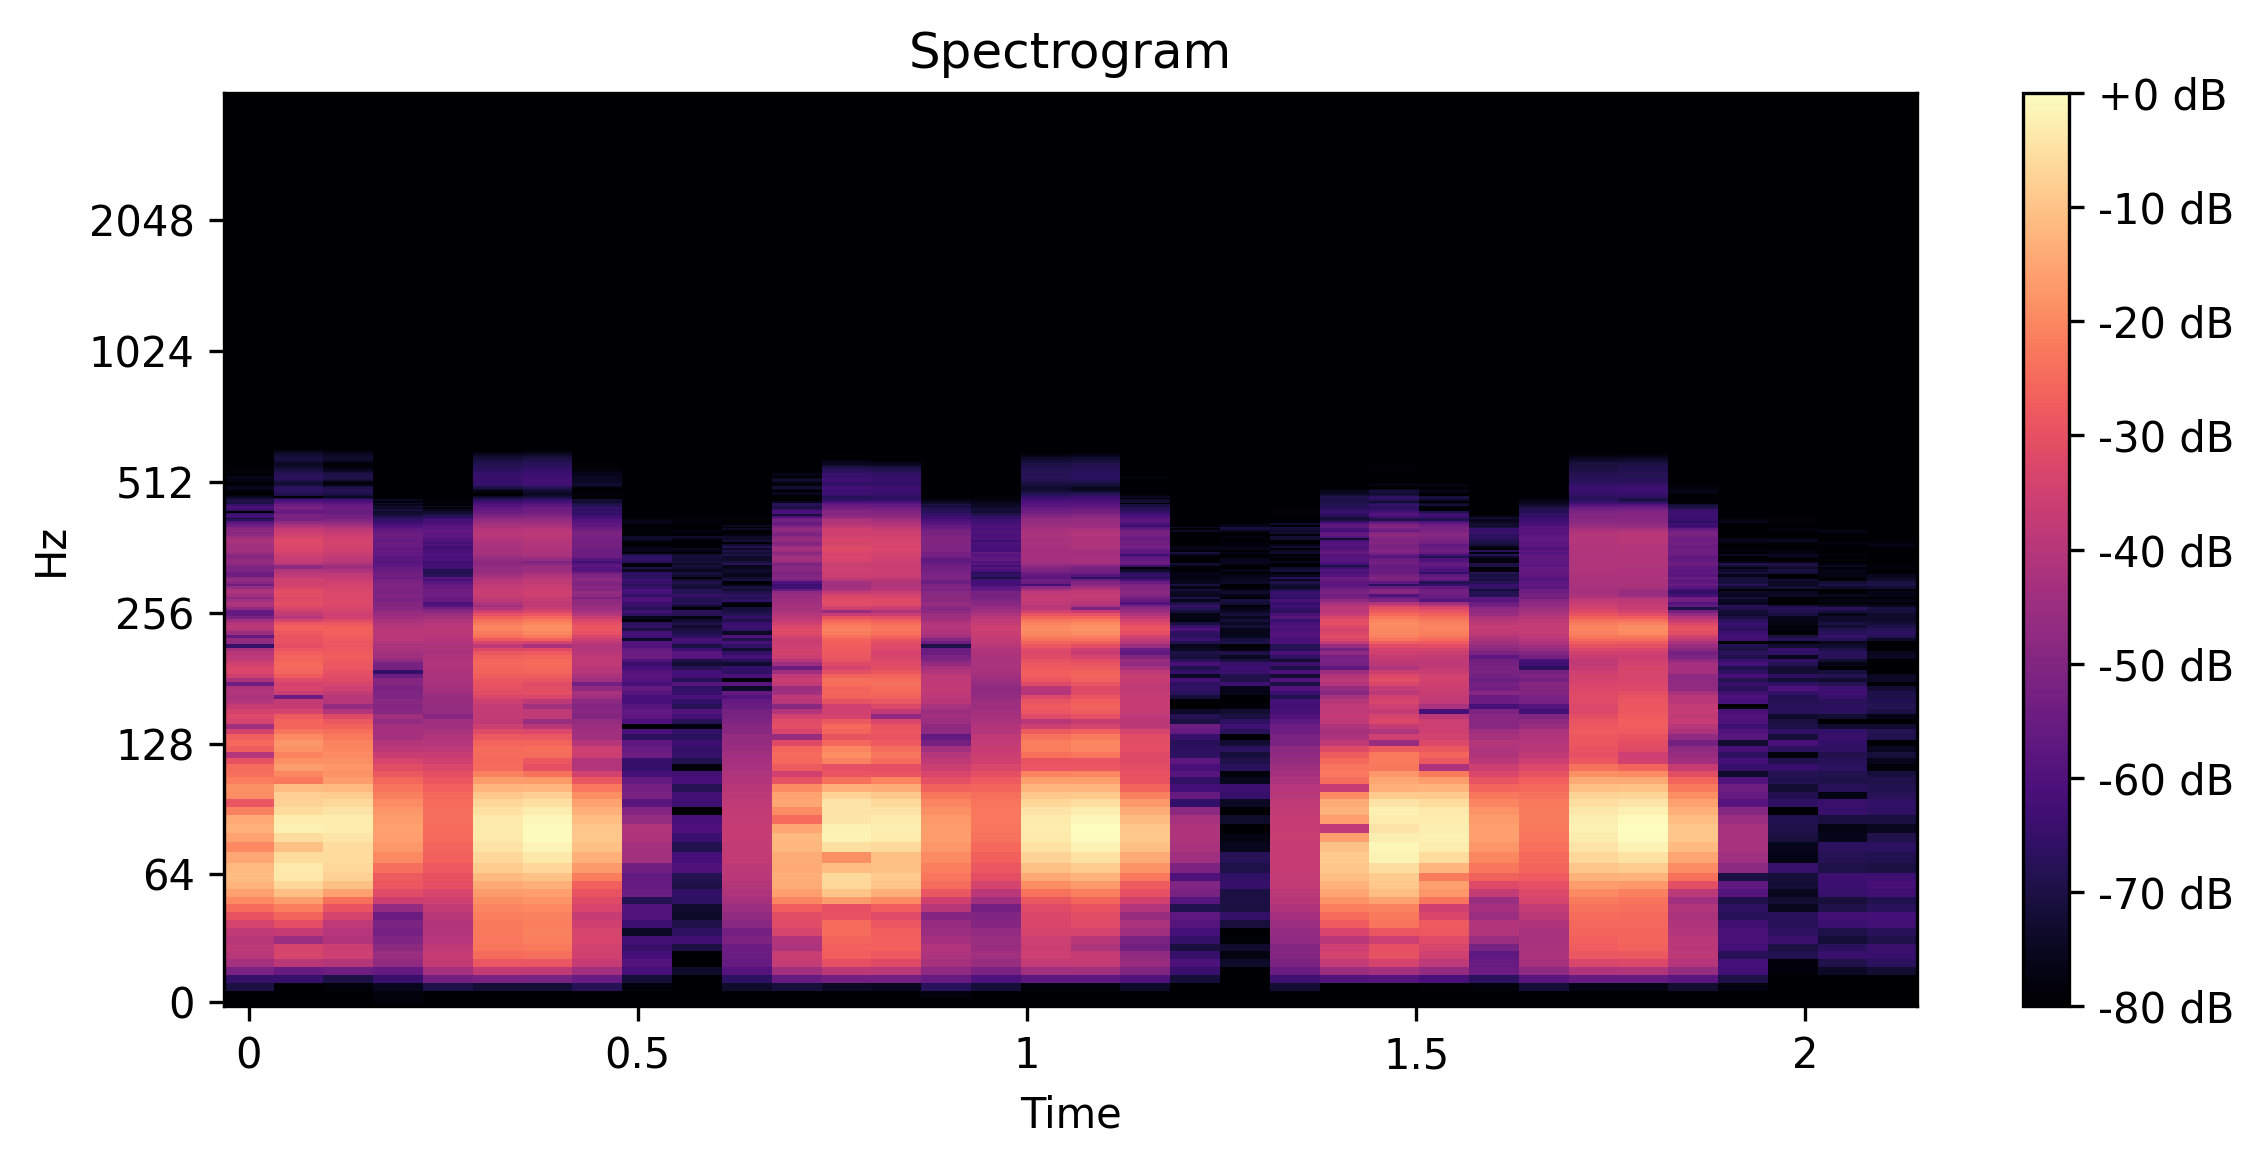 Spectrogram
Hz
2048
1024
512
256
128
64
0
0 0.5 1 1.5 2
Time
+0 dB
-10 dB
-20 dB
-30 dB
-40 dB
-50 dB
-60 dB
-70 dB
-80 dB